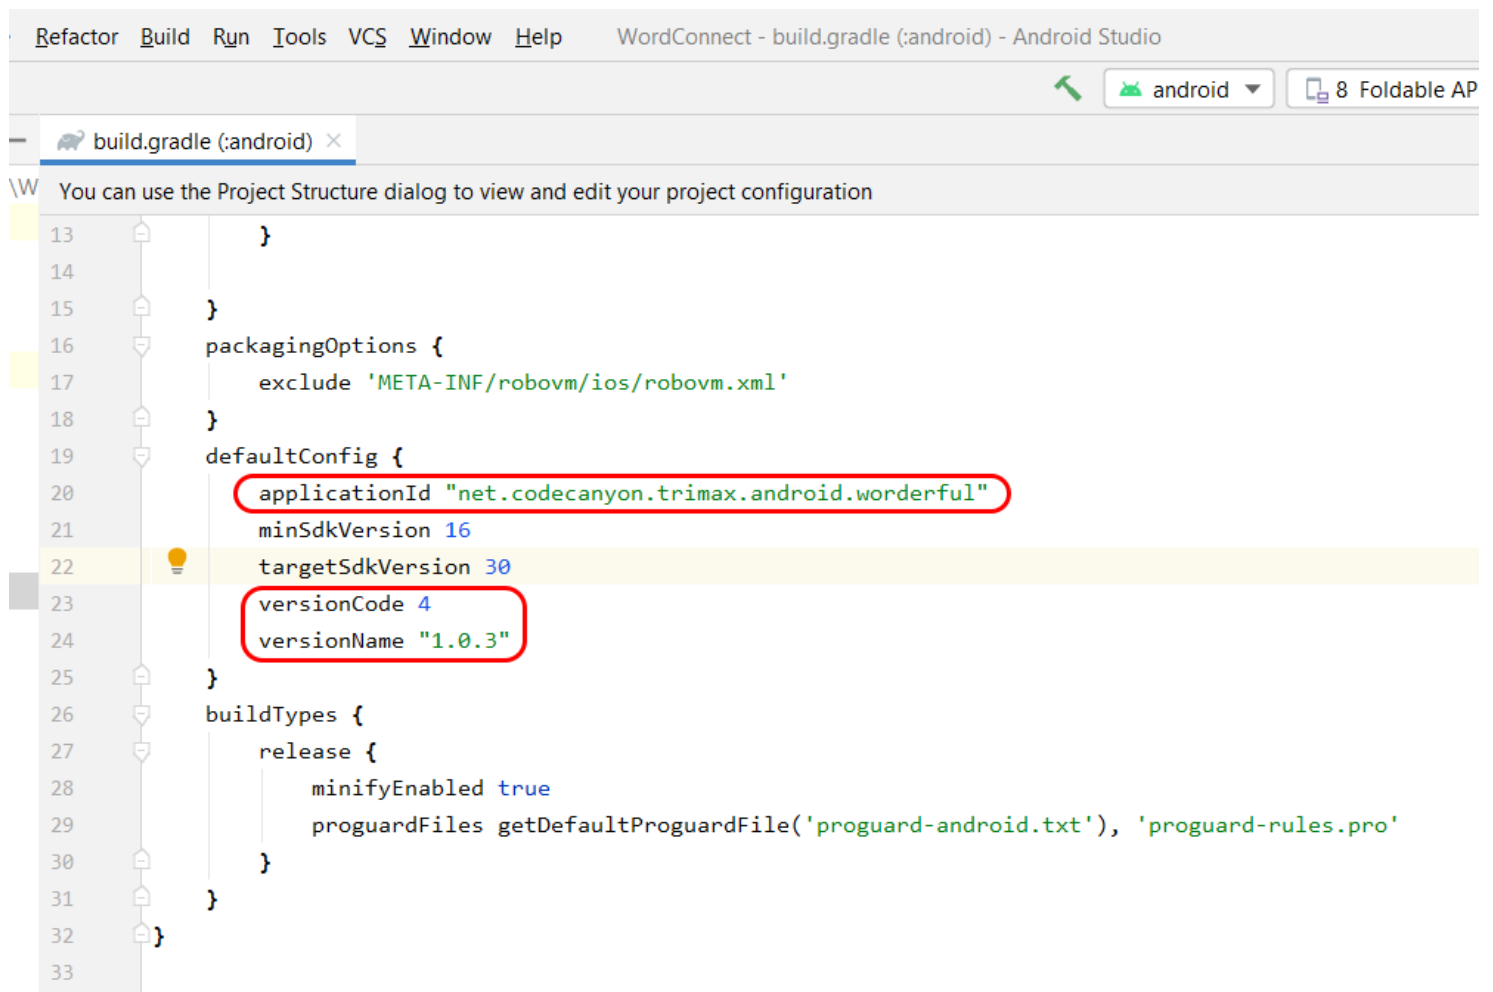 Refactor Build Run Tools VCS Window Help WordConnect - build.gradle (:android) - Android Studio
android 8 Foldable AP
build.gradle (:android)
\W You can use the Project Structure dialog to view and edit your project configuration
13 }
14
15 }
16 packagingOptions {
17 exclude 'META-INF/robovm/ios/robovm.xml'
18 }
19 defaultConfig {
20 applicationId "net.codecanyon.trimax.android.worderful"
21 minSdkVersion 16
22 targetSdkVersion 30
23 versionCode 4
24 versionName "1.0.3"
25 }
26 buildTypes {
27 release {
28 minifyEnabled true
29 proguardFiles getDefaultProguardFile('proguard-android.txt'), 'proguard-rules.pro'
30 }
31 }
32 }
33